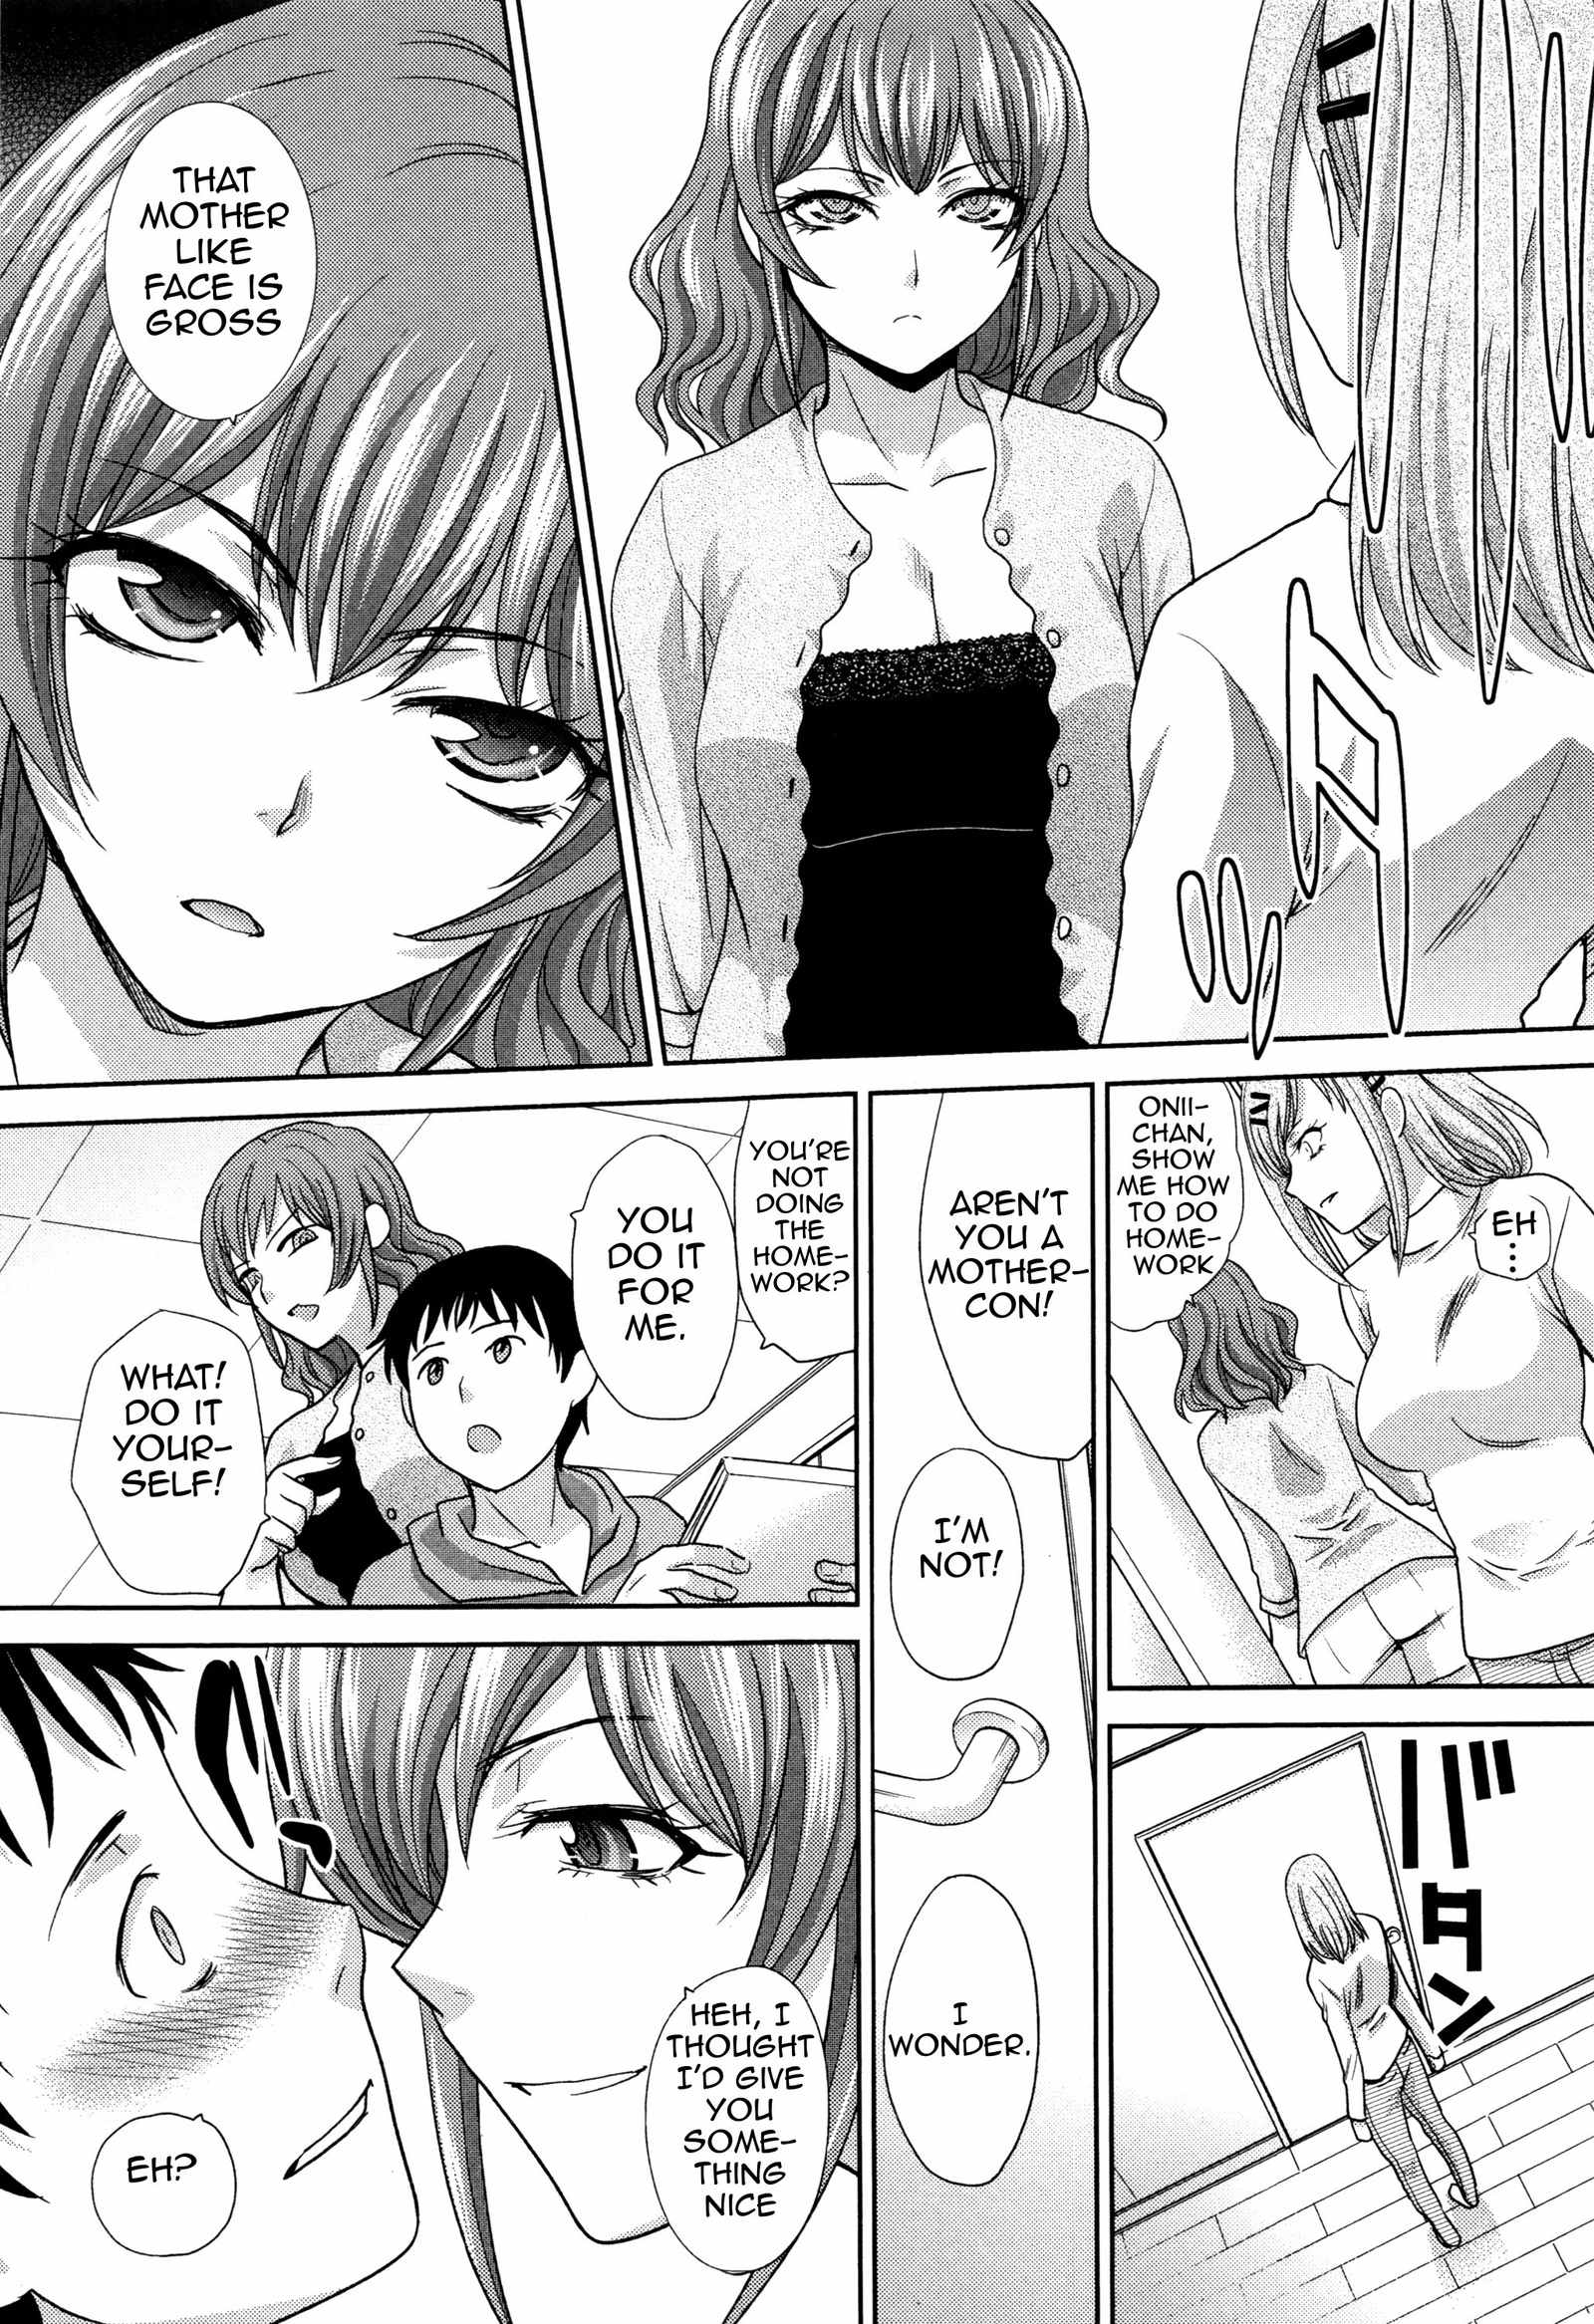 THAT
MOTHER
LIKE
FACE IS
GROSS
ONII-
CHAN,
SHOW
ME HOW
TO DO
HOME-
WORK
EH
...
バタン
AREN'T
YOU A
MOTHER-
CON!
I'M
NOT!
I
WONDER.
YOU'RE
NOT
DOING
THE
HOME-
WORK?
YOU
DO IT
FOR
ME.
WHAT!
DO IT
YOUR-
SELF!
HEH, I
THOUGHT
I'D GIVE
YOU
SOME-
THING
NICE
EH?